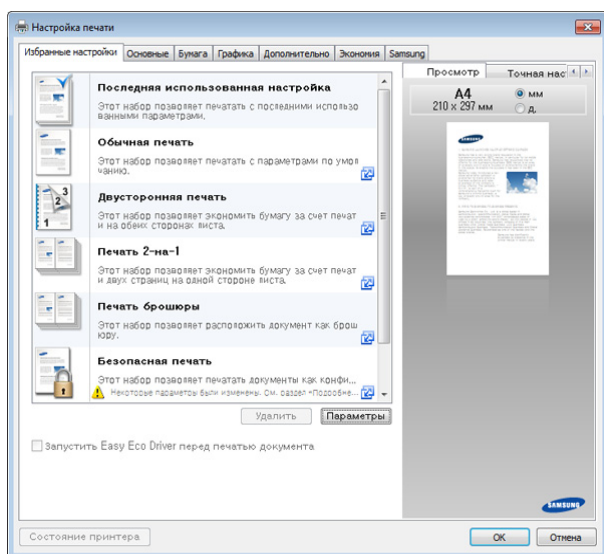 Настройка печати
Избранные настройки Основные Бумага Графика Дополнительно Экономия Samsung
Просмотр Точная нас
A4
210 x 297 мм
мм
д.
Последняя использованная настройка
Этот набор позволяет печатать с последними использо
ванными параметрами.
Обычная печать
Этот набор позволяет печатать с параметрами по умол
чанию.
Двусторонняя печать
Этот набор позволяет экономить бумагу за счет печат
и на обеих сторонах листа.
1 2 3
Печать 2-на-1
Этот набор позволяет экономить бумагу за счет печат
и двух страниц на одной стороне листа.
Печать брошюры
Этот набор позволяет расположить документ как брош
юру.
Безопасная печать
Этот набор позволяет печатать документы как конфи...
Некоторые параметры были изменены. См. раздел «Подробне...
Удалить Параметры
Запустить Easy Eco Driver перед печатью документа
SAMSUNG
Состояние принтера OK Отмена